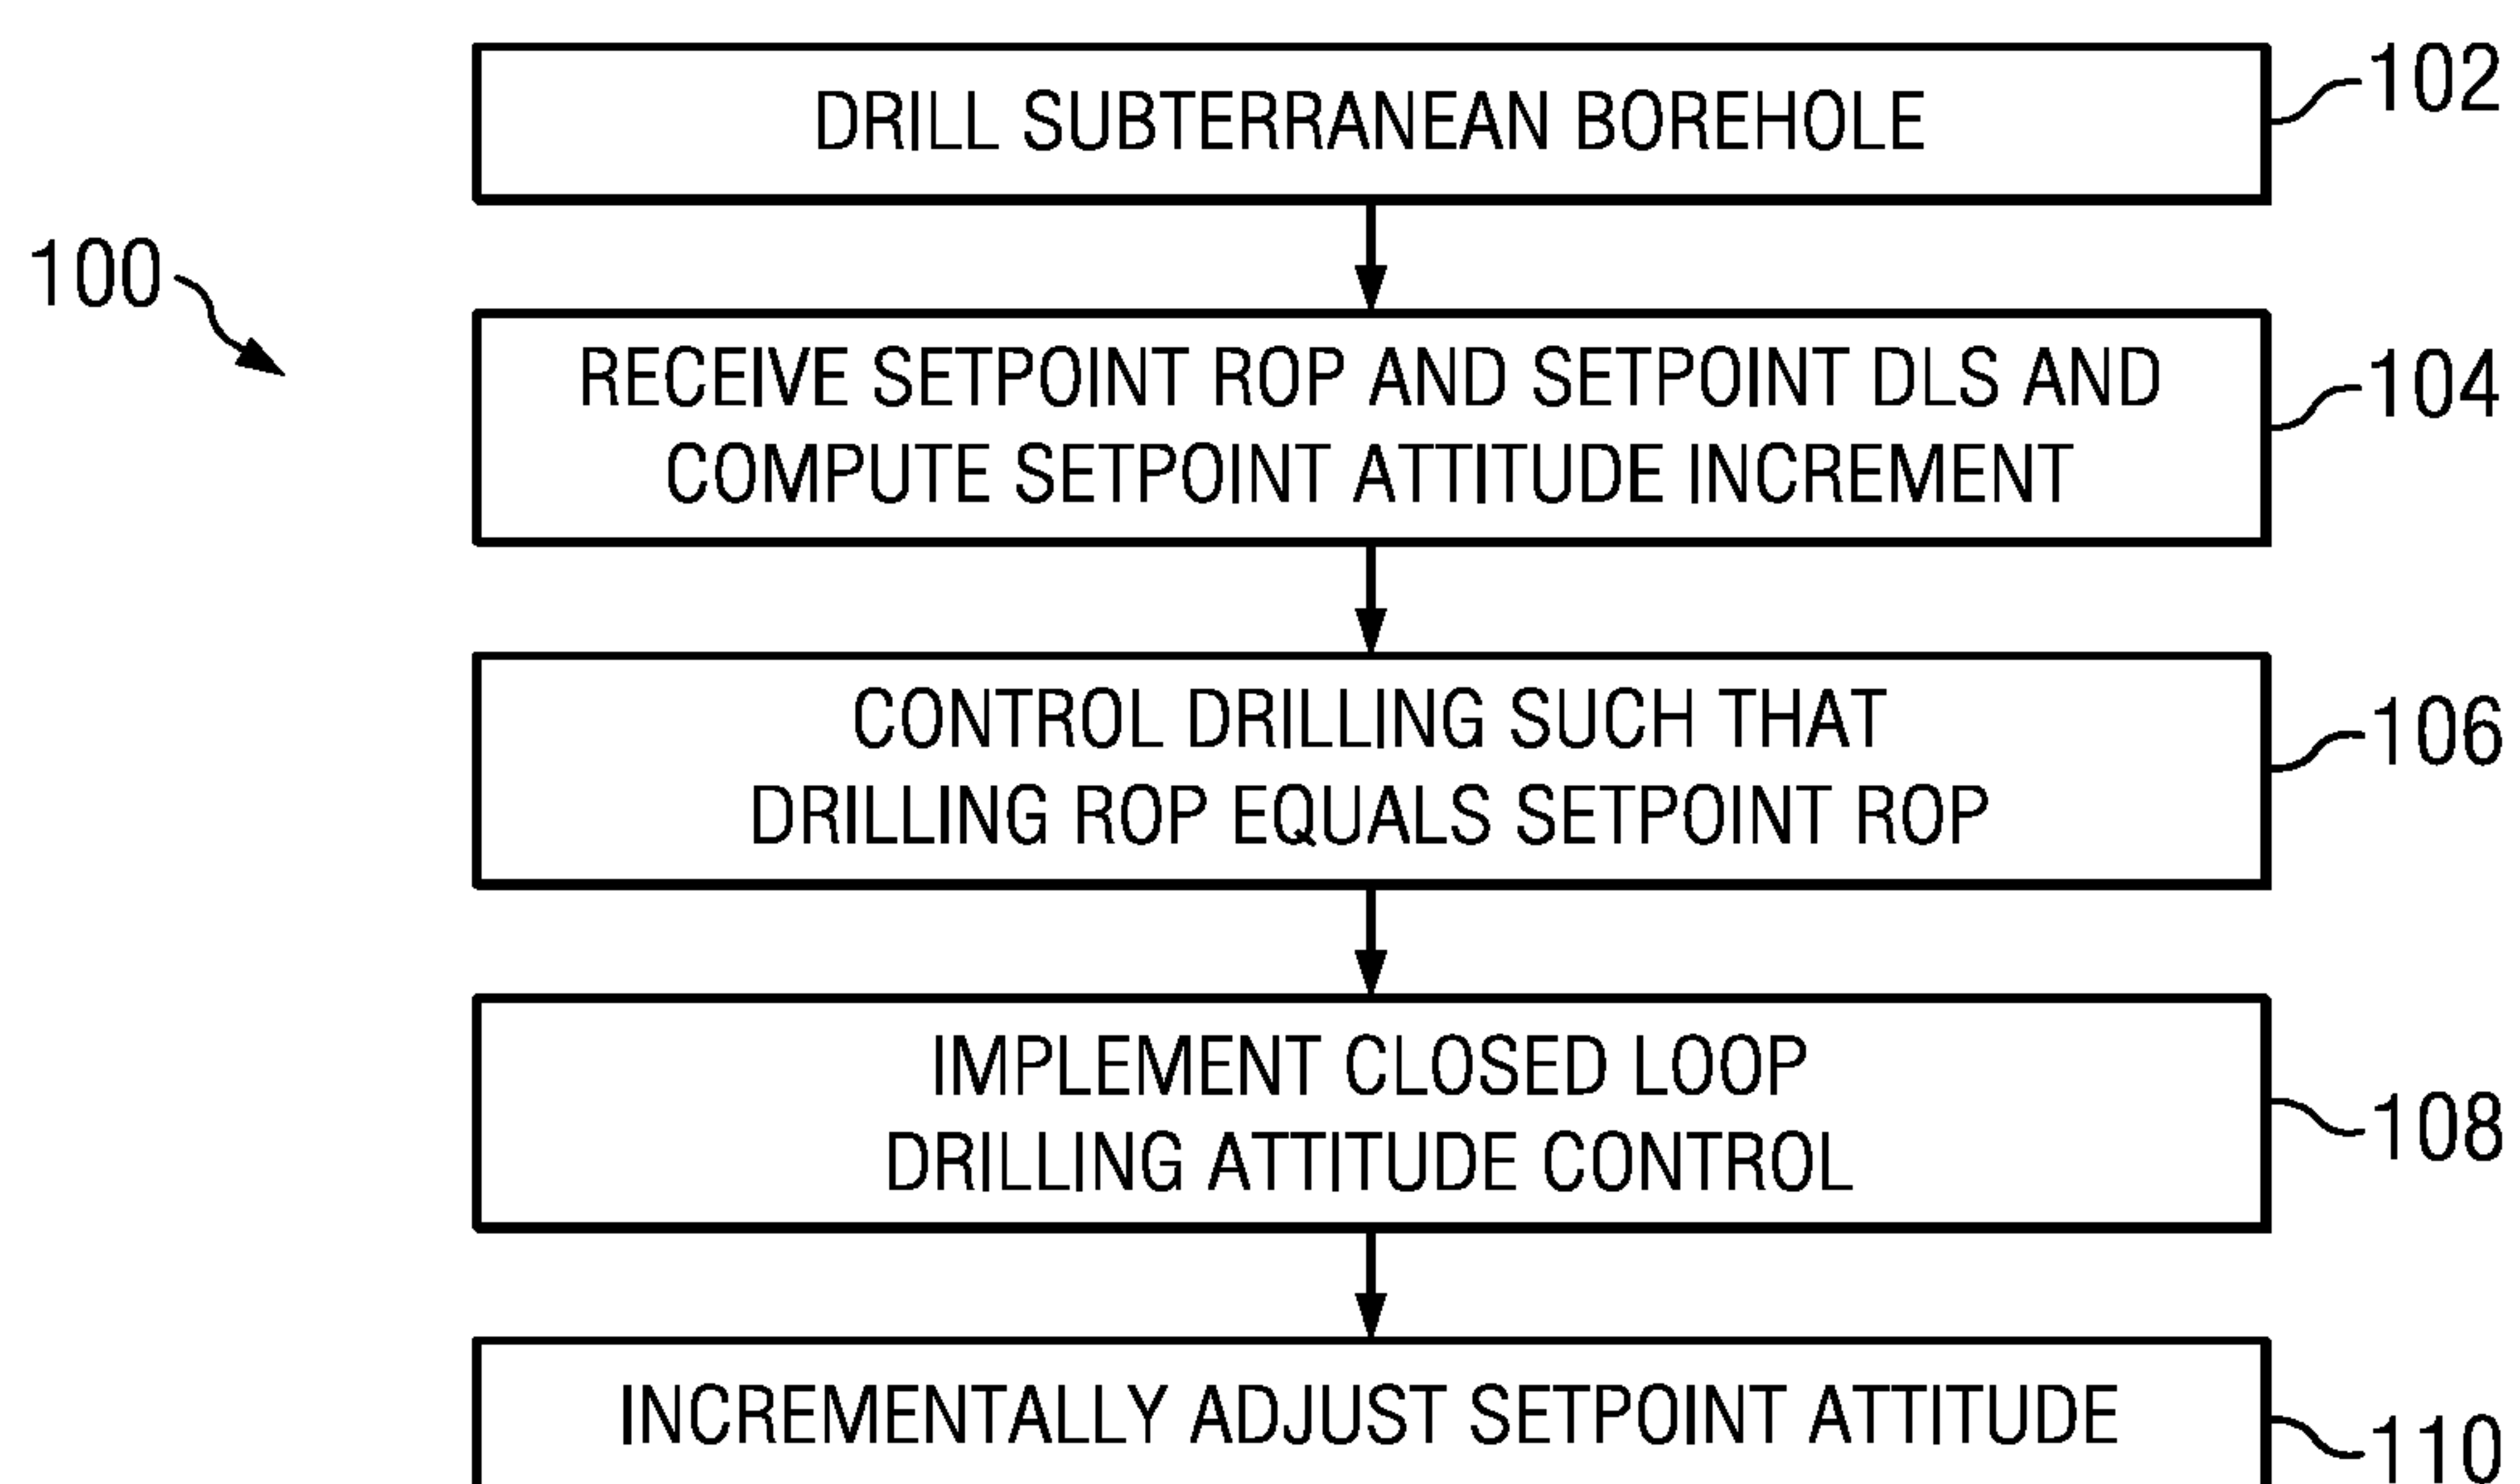 DRILL SUBTERRANEAN BOREHOLE
102
100
RECEIVE SETPOINT ROP AND SETPOINT DLS AND
COMPUTE SETPOINT ATTITUDE INCREMENT
104
CONTROL DRILLING SUCH THAT
DRILLING ROP EQUALS SETPOINT ROP
106
IMPLEMENT CLOSED LOOP
DRILLING ATTITUDE CONTROL
108
INCREMENTALLY ADJUST SETPOINT ATTITUDE
110